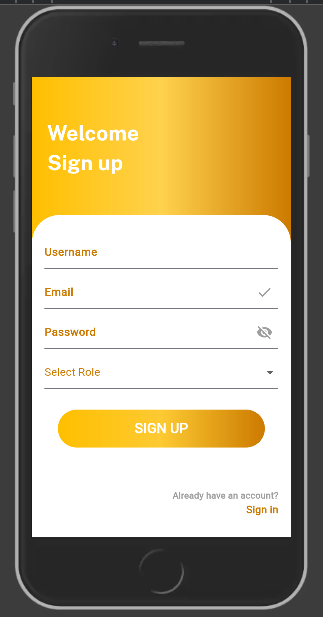 Welcome
Sign up
Username
Email
Password
Select Role
SIGN UP
Already have an account?
Sign in